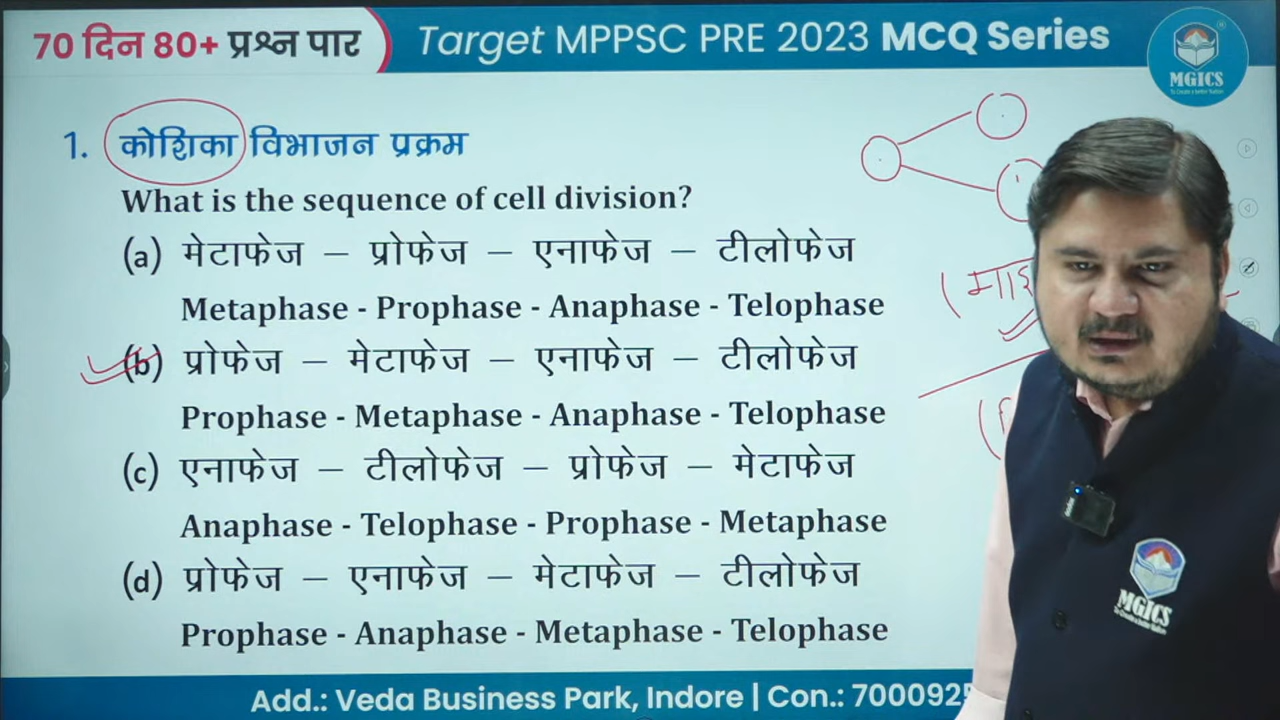 70 दिन 80+ प्रश्न पार
Target MPPSC PRE 2023 MCQ Series
MGICS
1. कोशिका विभाजन प्रक्रम
What is the sequence of cell division?
(a) मेटाफेज – प्रोफेज – एनाफेज – टीलोफेज
Metaphase - Prophase - Anaphase - Telophase
(b) प्रोफेज – मेटाफेज – एनाफेज – टीलोफेज
Prophase - Metaphase - Anaphase - Telophase
(c) एनाफेज – टीलोफेज – प्रोफेज – मेटाफेज
Anaphase - Telophase - Prophase - Metaphase
(d) प्रोफेज – एनाफेज – मेटाफेज – टीलोफेज
Prophase - Anaphase - Metaphase - Telophase
MGICS
Add.: Veda Business Park, Indore | Con.: 700092